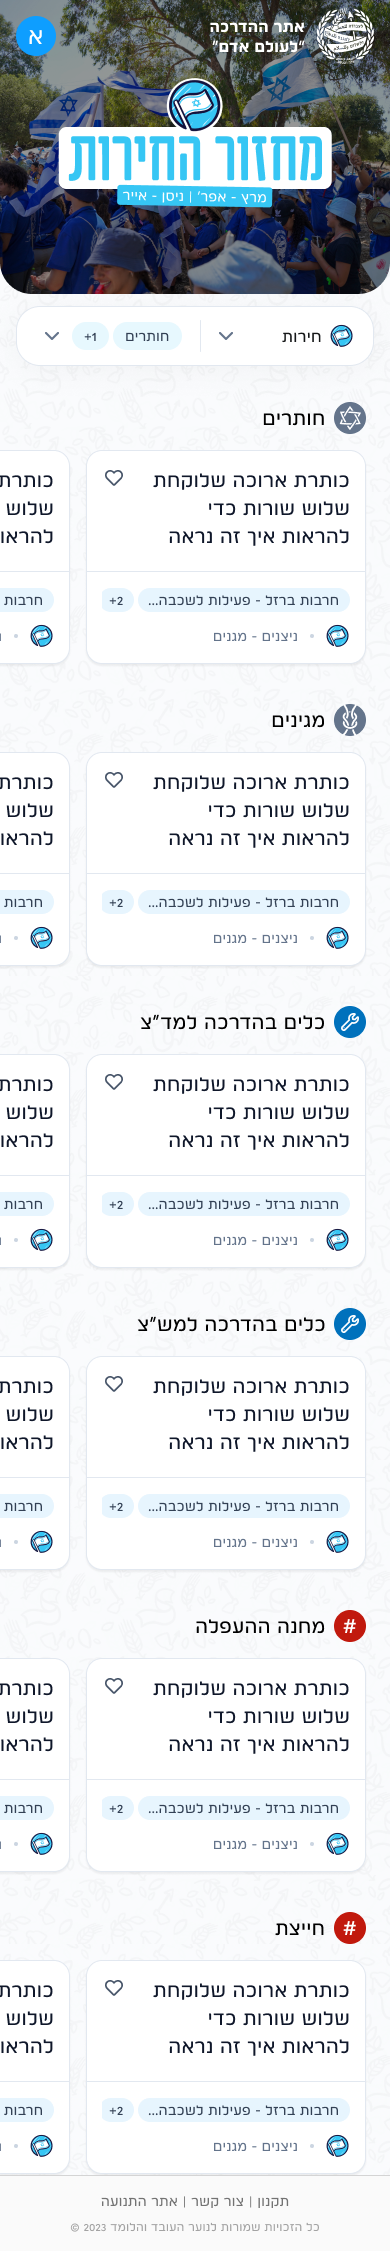 אתר ההדרכה
"לעולם אדם"
א
מחזור החירות
מרץ - אפר' | ניסן - אייר
חירות
חותרים
+1
חותרים
כותרת ארוכה שלוקחת
שלוש שורות כדי
להראות איך זה נראה
חרבות ברזל - פעילות לשכבה...
+2
ניצנים - מגנים
כותרת
שלוש
להראו
חרבות
מגינים
כותרת ארוכה שלוקחת
שלוש שורות כדי
להראות איך זה נראה
חרבות ברזל - פעילות לשכבה...
+2
ניצנים - מגנים
כותרת
שלוש
להראו
חרבות
כלים בהדרכה למד"צ
כותרת ארוכה שלוקחת
שלוש שורות כדי
להראות איך זה נראה
חרבות ברזל - פעילות לשכבה...
+2
ניצנים - מגנים
כותרת
שלוש
להראו
חרבות
כלים בהדרכה למש"צ
כותרת ארוכה שלוקחת
שלוש שורות כדי
להראות איך זה נראה
חרבות ברזל - פעילות לשכבה...
+2
ניצנים - מגנים
כותרת
שלוש
להראו
חרבות
# מחנה ההעפלה
כותרת ארוכה שלוקחת
שלוש שורות כדי
להראות איך זה נראה
חרבות ברזל - פעילות לשכבה...
+2
ניצנים - מגנים
כותרת
שלוש
להראו
חרבות
# חייצת
כותרת ארוכה שלוקחת
שלוש שורות כדי
להראות איך זה נראה
חרבות ברזל - פעילות לשכבה...
+2
ניצנים - מגנים
כותרת
שלוש
להראו
חרבות
תקנון | צור קשר | אתר התנועה
כל הזכויות שמורות לנוער העובד והלומד 2023 ©